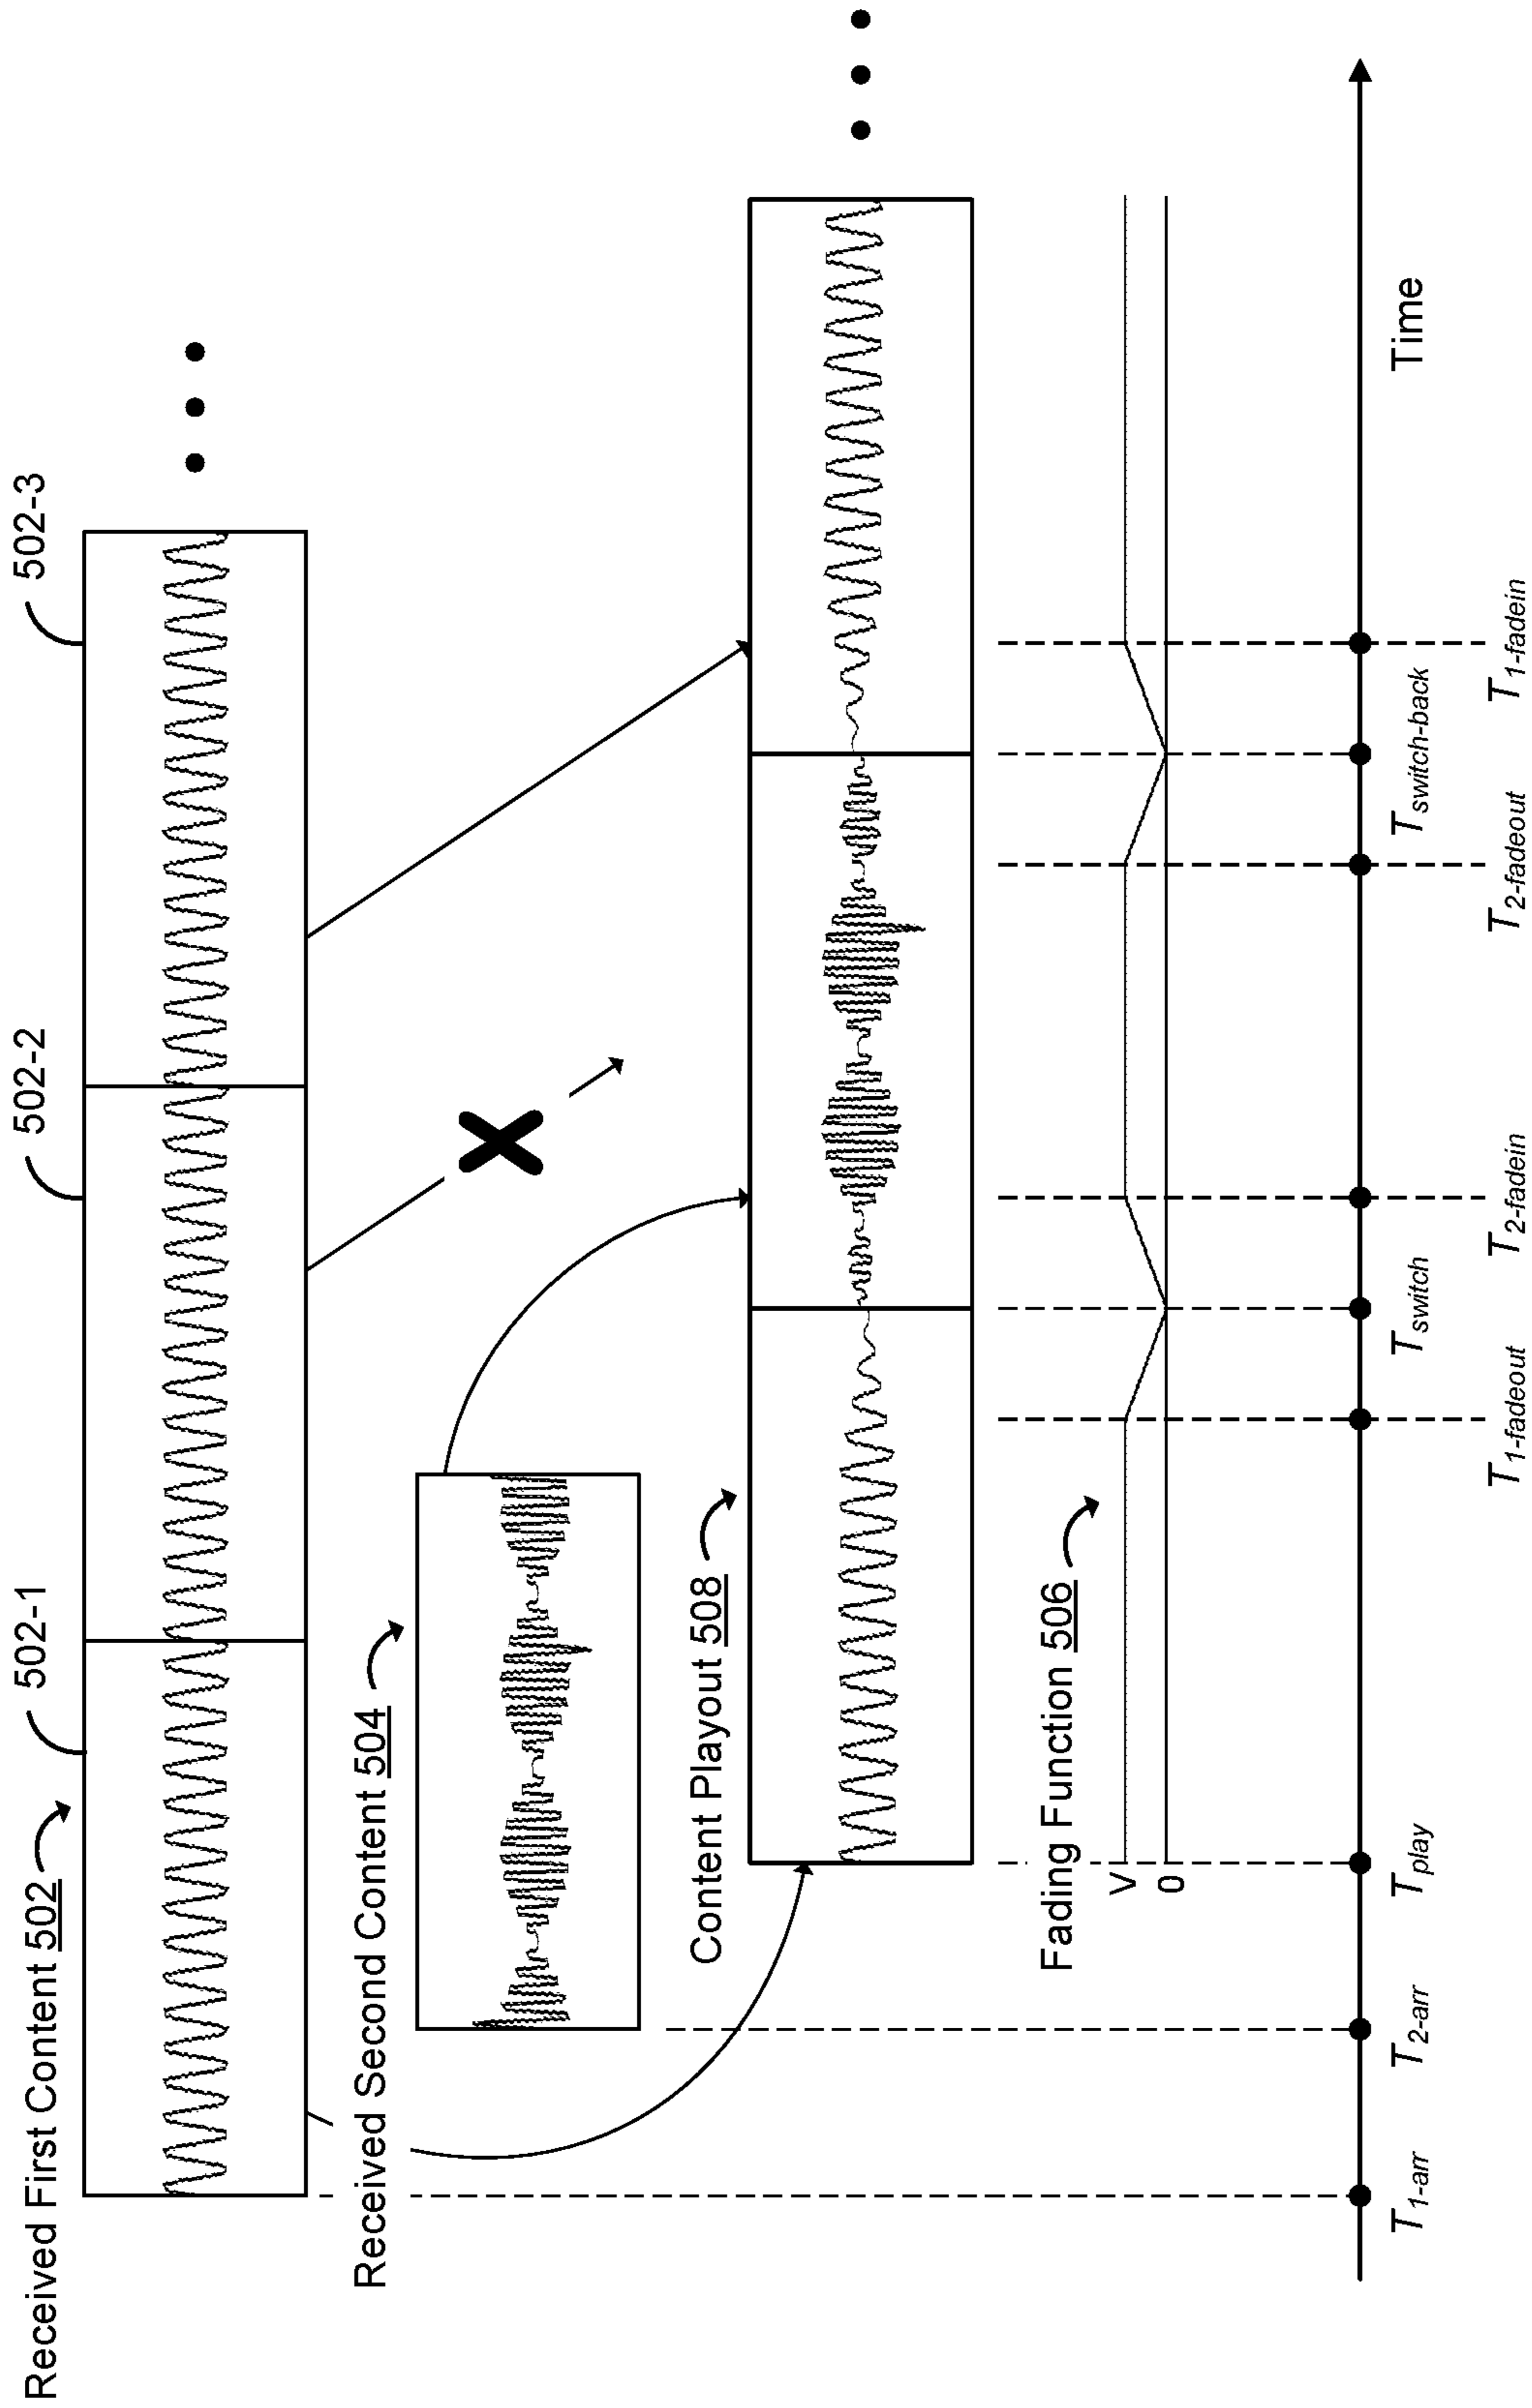 Received First Content 502
502-1
502-2
502-3
Received Second Content 504
Content Playout 508
Fading Function 506
V
0
T1-arr
T2-arr
Tplay
T1-fadeout
Tswitch
T2-fadein
T2-fadeout
Tswitch-back
T1-fadein
Time